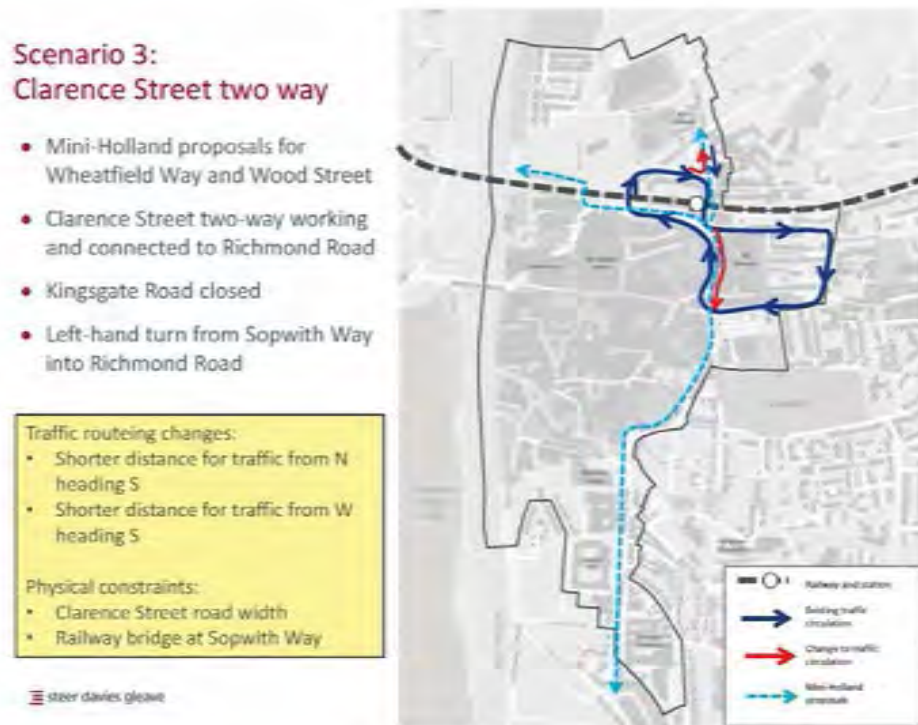 Scenario 3:
Clarence Street two way
• Mini-Holland proposals for
Wheatfield Way and Wood Street
• Clarence Street two-way working
and connected to Richmond Road
• Kingsgate Road closed
• Left-hand turn from Sopwith Way
into Richmond Road
Traffic routeing changes:
• Shorter distance for traffic from N
heading S
• Shorter distance for traffic from W
heading S
Physical constraints:
• Clarence Street road width
• Railway bridge at Sopwith Way
steer davies gleave
Railway and station
Existing traffic
circulation
Change to traffic
circulation
Mini-Holland
proposals